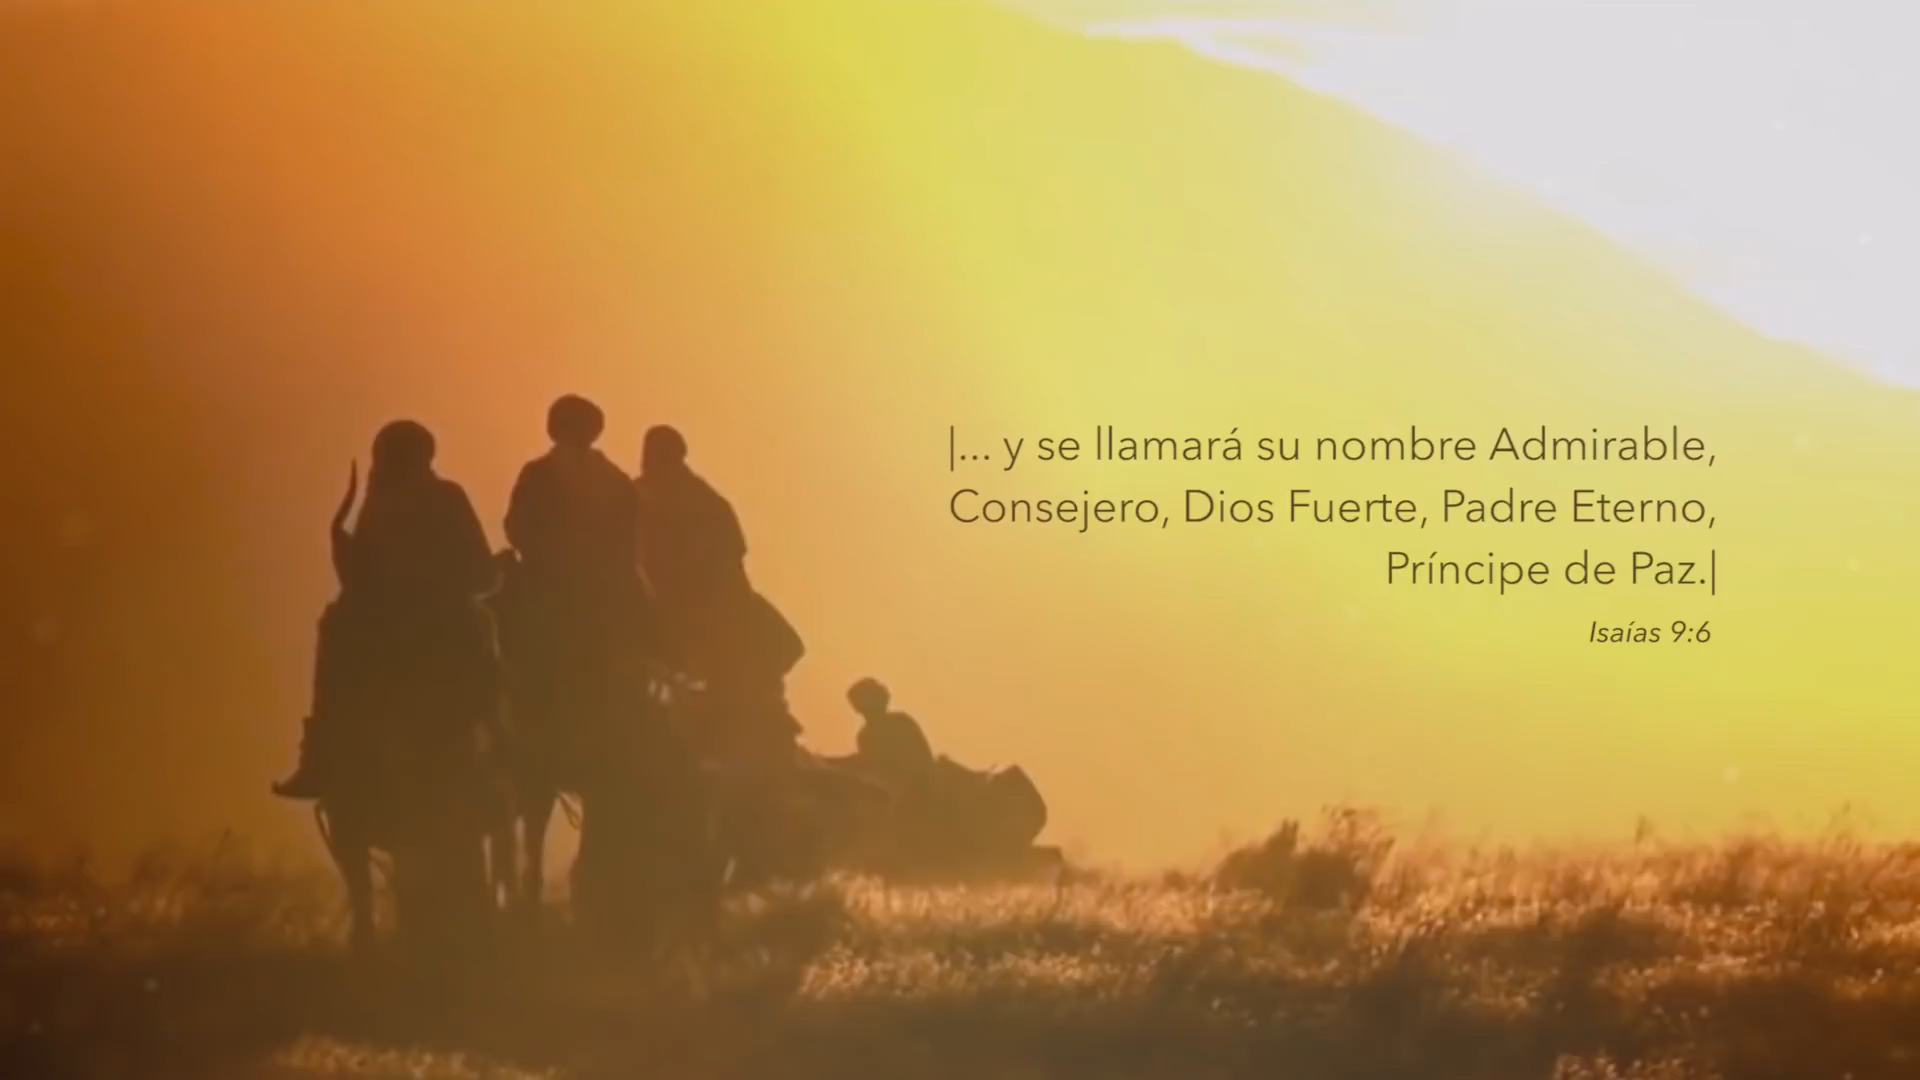 |... y se llamará su nombre Admirable,
Consejero, Dios Fuerte, Padre Eterno,
Príncipe de Paz.|
Isaías 9:6